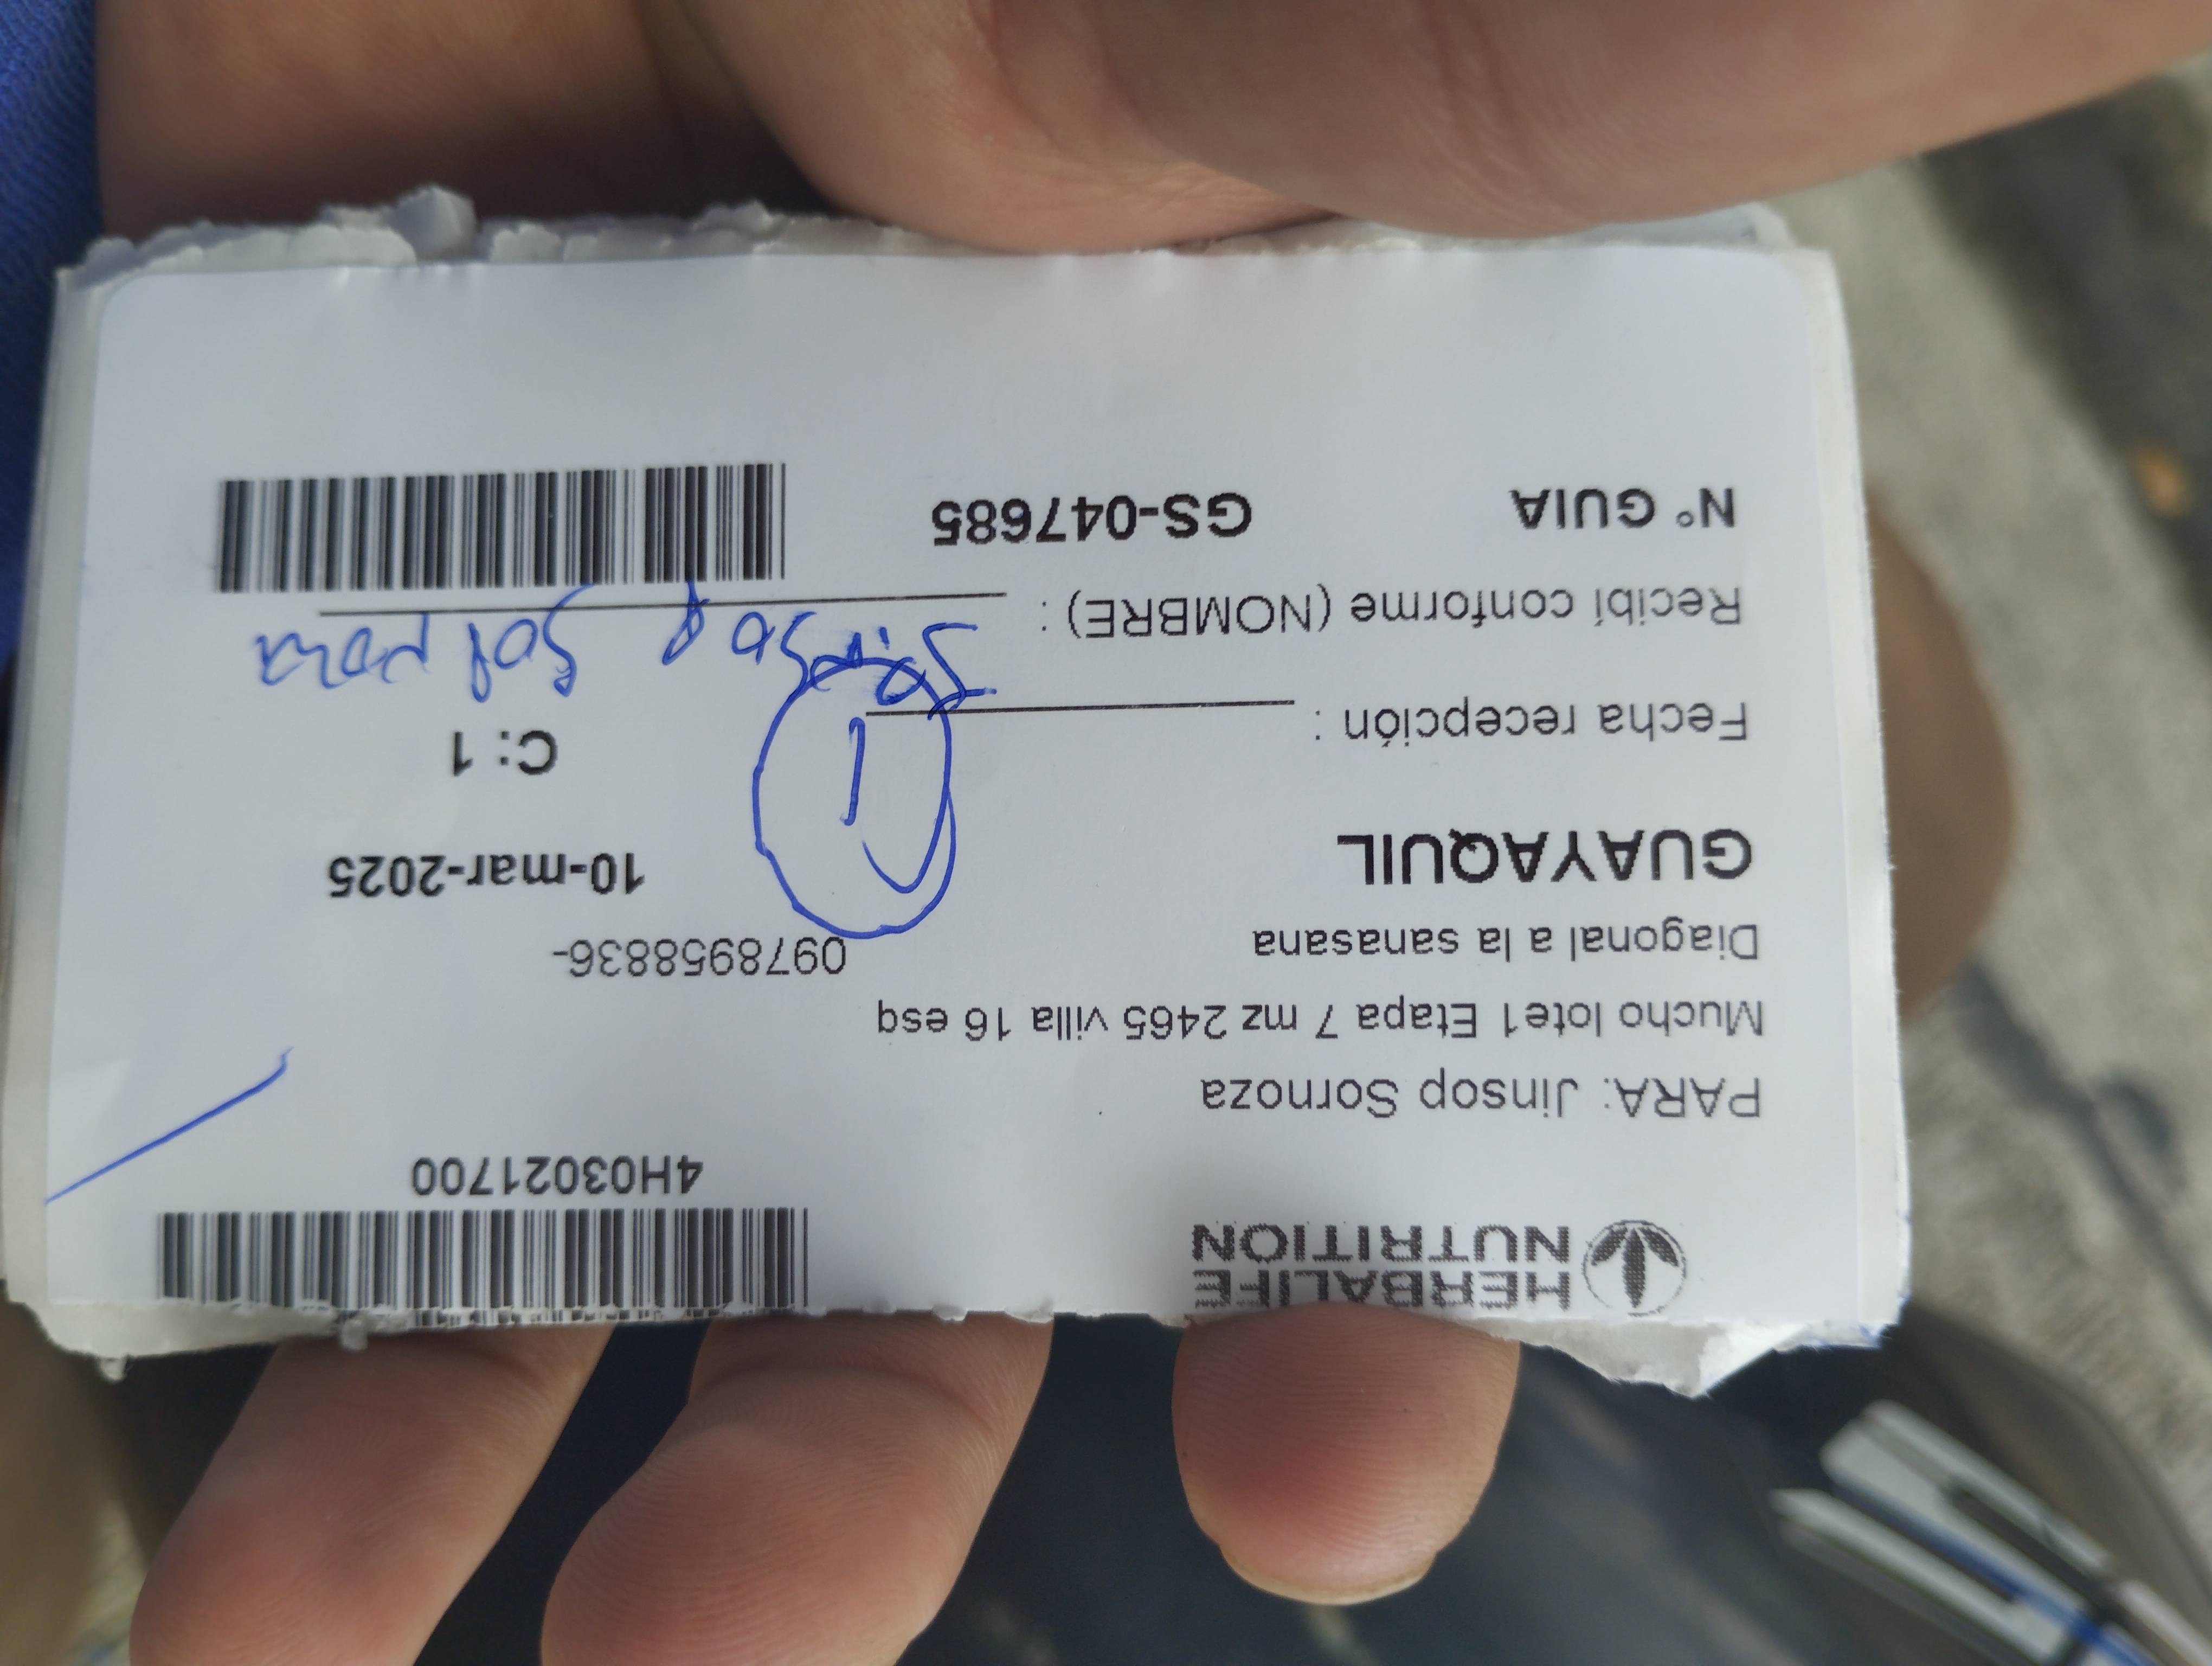 HERBALIFE
NUTRITION
4H03021700
PARA: Jinsop Sornoza
Mucho lote1 Etapa 7 mz 2465 villa 16 esq
Diagonal a la sanasana
0978958836-
GUAYAQUIL
10-mar-2025
1
Fecha recepción :
C: 1
Recibí conforme (NOMBRE) :
N° GUIA
GS-047685